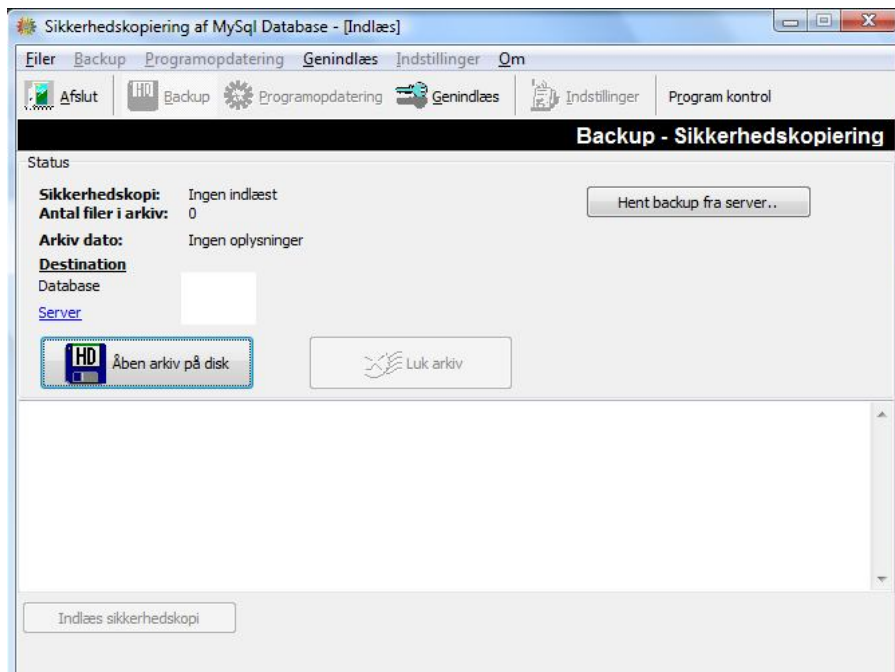 Sikkerhedskopiering af MySql Database - [Indlæs]
Filer Backup Programopdatering Genindlæs Indstillinger Om
Afslut HD Backup Programopdatering Genindlæs Indstillinger Program kontrol
Backup - Sikkerhedskopiering
Status
Sikkerhedskopi: Ingen indlæst
Hent backup fra server..
Antal filer i arkiv: 0
Arkiv dato: Ingen oplysninger
Destination
Database
Server
HD Åben arkiv på disk Luk arkiv
Indlæs sikkerhedskopi